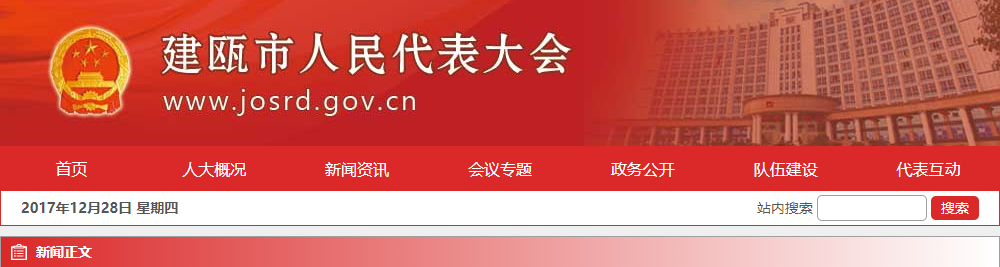 建瓯市人民代表大会
www.josrd.gov.cn
首页 人大概况 新闻资讯 会议专题 政务公开 队伍建设 代表互动
2017年12月28日 星期四 站内搜索 搜索
新闻正文